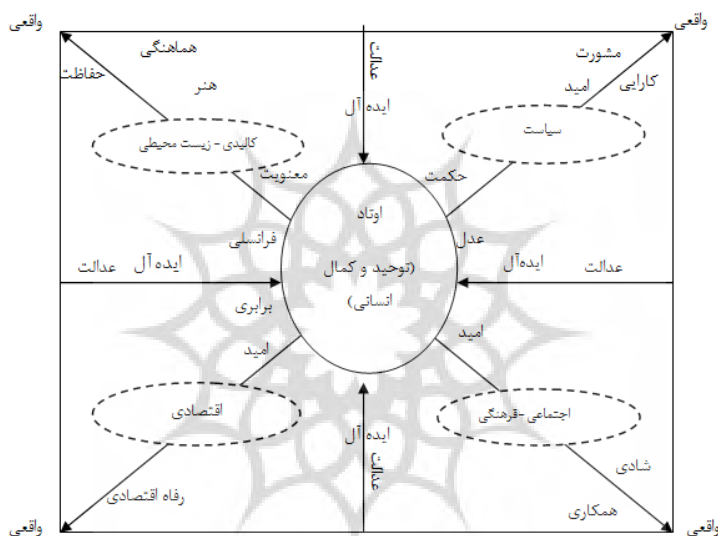 واقعی
واقعی
هماهنگی
مشورت
عدالت
حفاظت
هنر
امید
کارایی
ایده آل
سیاست
کالبدی - زیست محیطی
معنویت
حکمت
اوتاد
فرانسلی
عدل
(توحید و کمال
انسانی)
عدالت
ایده‌آل
ایده آل
عدالت
برابری
امید
امید
اقتصادی
اجتماعی -فرهنگی
ایده آل
عدالت
شادی
رفاه اقتصادی
همکاری
واقعی
واقعی